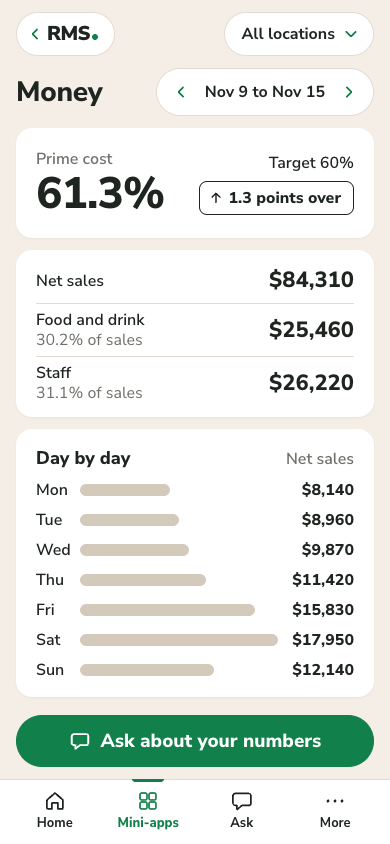 RMS.
All locations
Money
Nov 9 to Nov 15
Prime cost
61.3%
Target 60%
↑ 1.3 points over
Net sales $84,310
Food and drink
30.2% of sales
$25,460
Staff
31.1% of sales
$26,220
Day by day Net sales
Mon $8,140
Tue $8,960
Wed $9,870
Thu $11,420
Fri $15,830
Sat $17,950
Sun $12,140
Ask about your numbers
Home Mini-apps Ask More